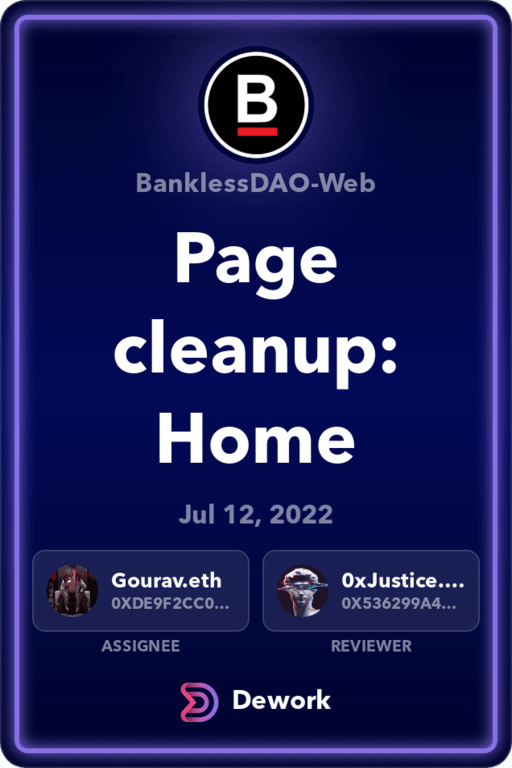 B
BanklessDAO-Web
Page
cleanup:
Home
Jul 12, 2022
Gourav.eth
0XDE9F2CC0...
ASSIGNEE
0xJustice....
0X536299A4...
REVIEWER
Dework